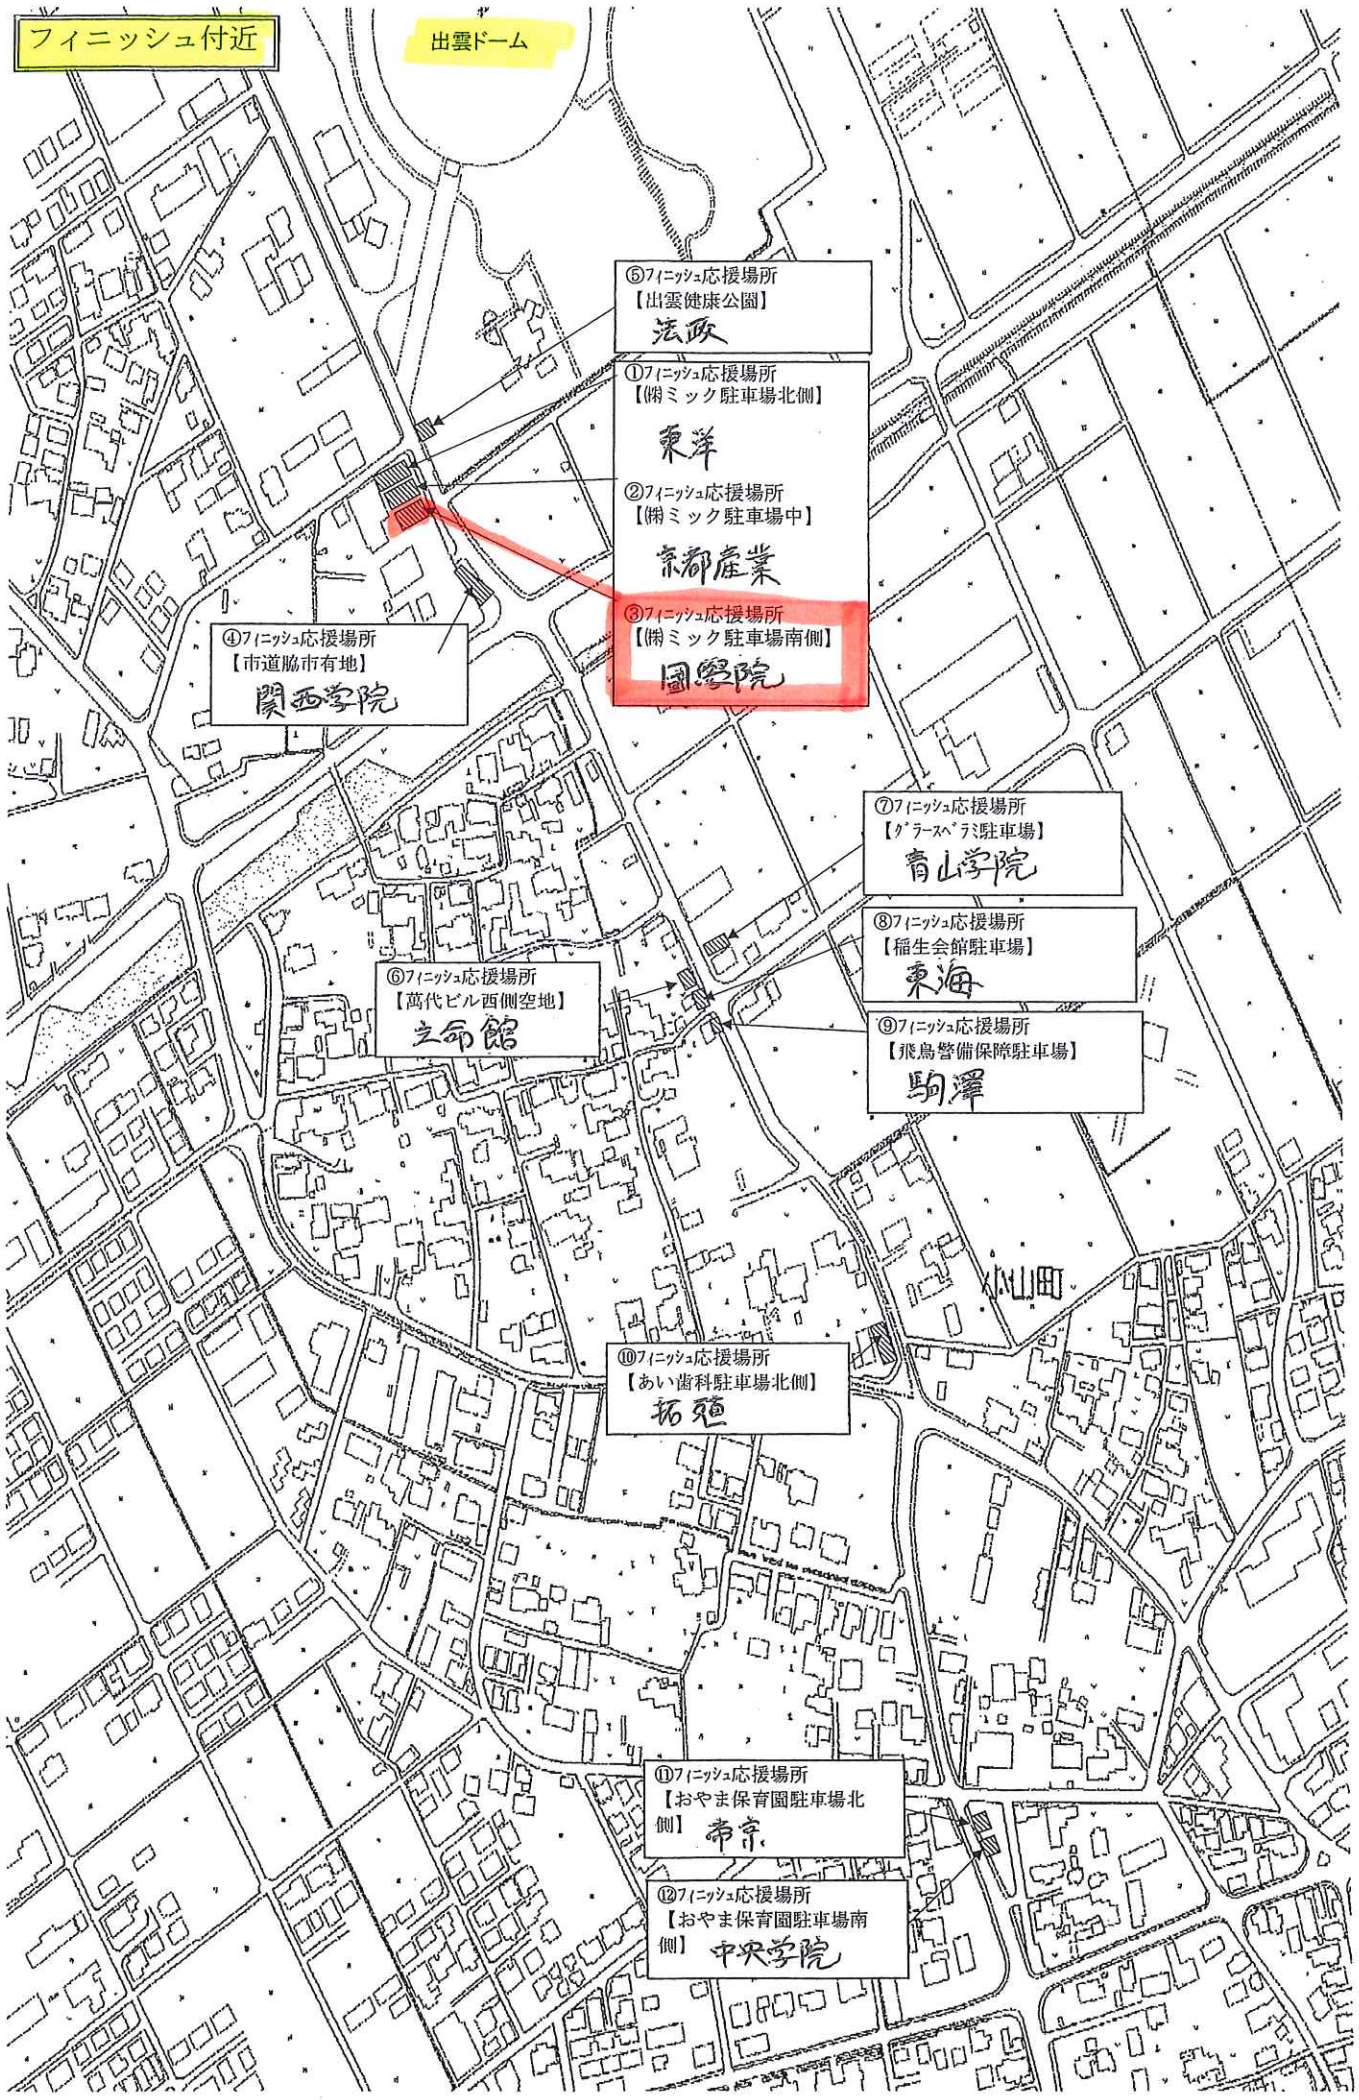 フィニッシュ付近
出雲ドーム
⑤フィニッシュ応援場所
【出雲健康公園】
法政
①フィニッシュ応援場所
【㈱ミック駐車場北側】
東洋
②フィニッシュ応援場所
【㈱ミック駐車場中】
京都産業
③フィニッシュ応援場所
【㈱ミック駐車場南側】
國學院
④フィニッシュ応援場所
【市道脇市有地】
関西学院
⑦フィニッシュ応援場所
【グラースペラミ駐車場】
青山学院
⑧フィニッシュ応援場所
【稲生会館駐車場】
東海
⑥フィニッシュ応援場所
【萬代ビル西側空地】
立命館
⑨フィニッシュ応援場所
【飛鳥警備保障駐車場】
駒澤
小山町
⑩フィニッシュ応援場所
【あい歯科駐車場北側】
拓殖
⑪フィニッシュ応援場所
【おやま保育園駐車場北
側】 帝京
⑫フィニッシュ応援場所
【おやま保育園駐車場南
側】 中央学院